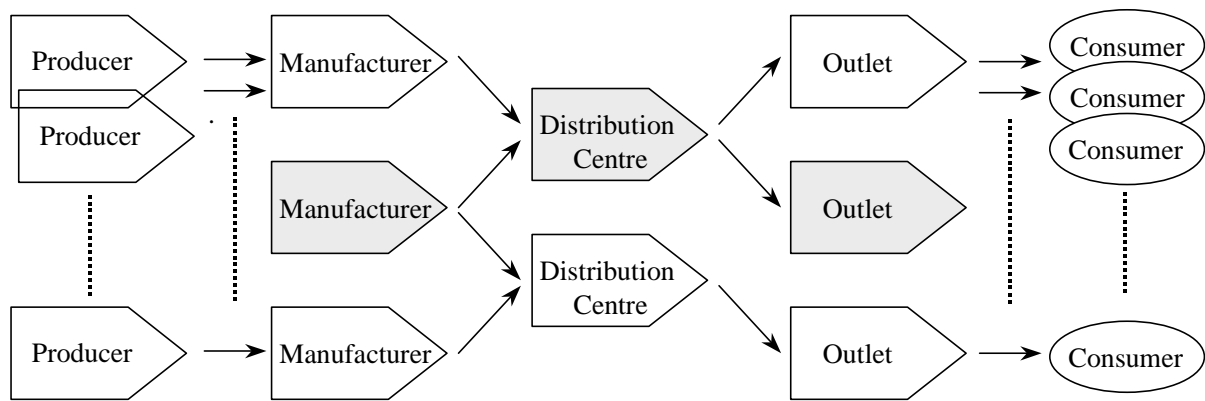 Producer
Manufacturer
Outlet
Consumer
Consumer
Producer
Distribution
Centre
Consumer
Manufacturer
Outlet
Distribution
Centre
Producer
Manufacturer
Outlet
Consumer